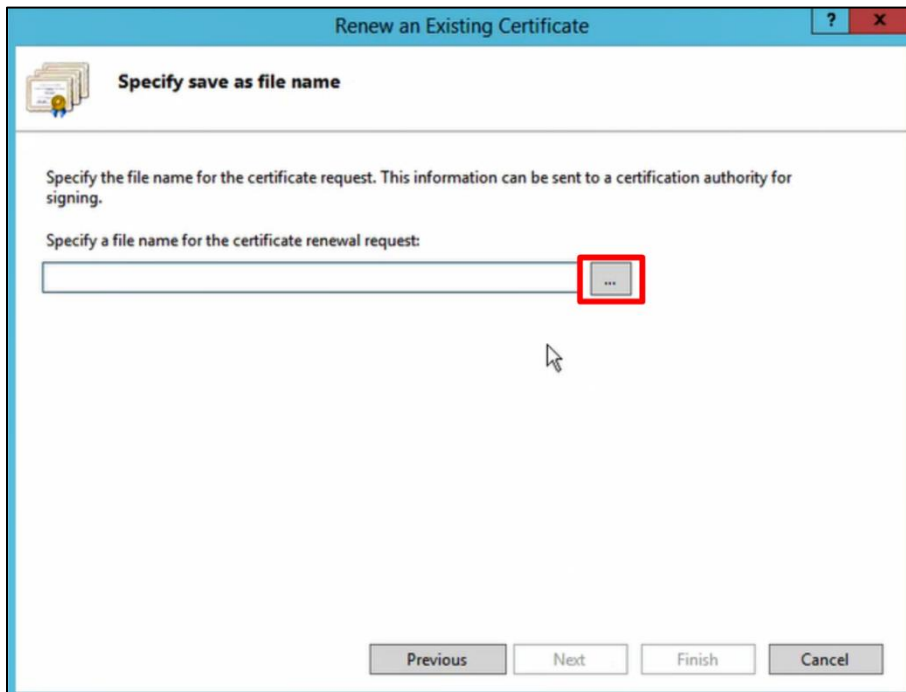 Renew an Existing Certificate
?
x
Specify save as file name
Specify the file name for the certificate request. This information can be sent to a certification authority for
signing.
Specify a file name for the certificate renewal request:
...
Previous
Next
Finish
Cancel